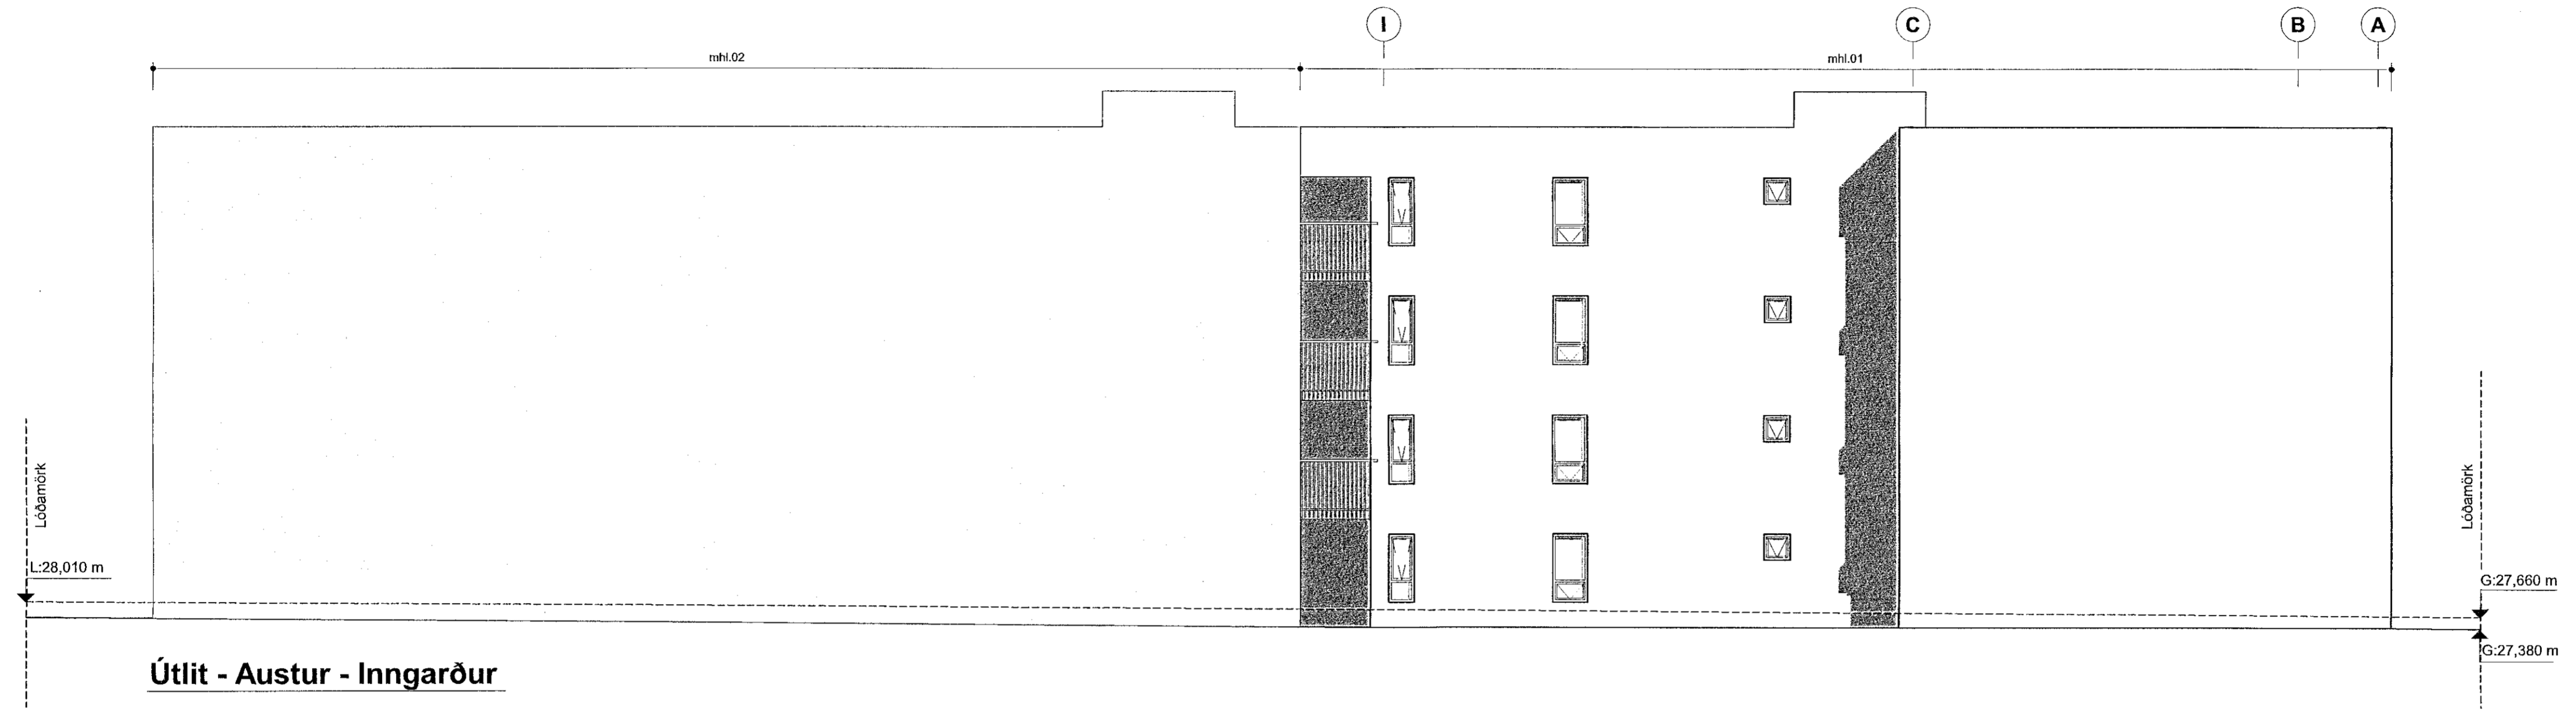 I
C
B
A
mhl.02
mhl.01
Lóðamörk
Lóðamörk
L:28,010 m
G:27,660 m
G:27,380 m
Útlit - Austur - Inngarður